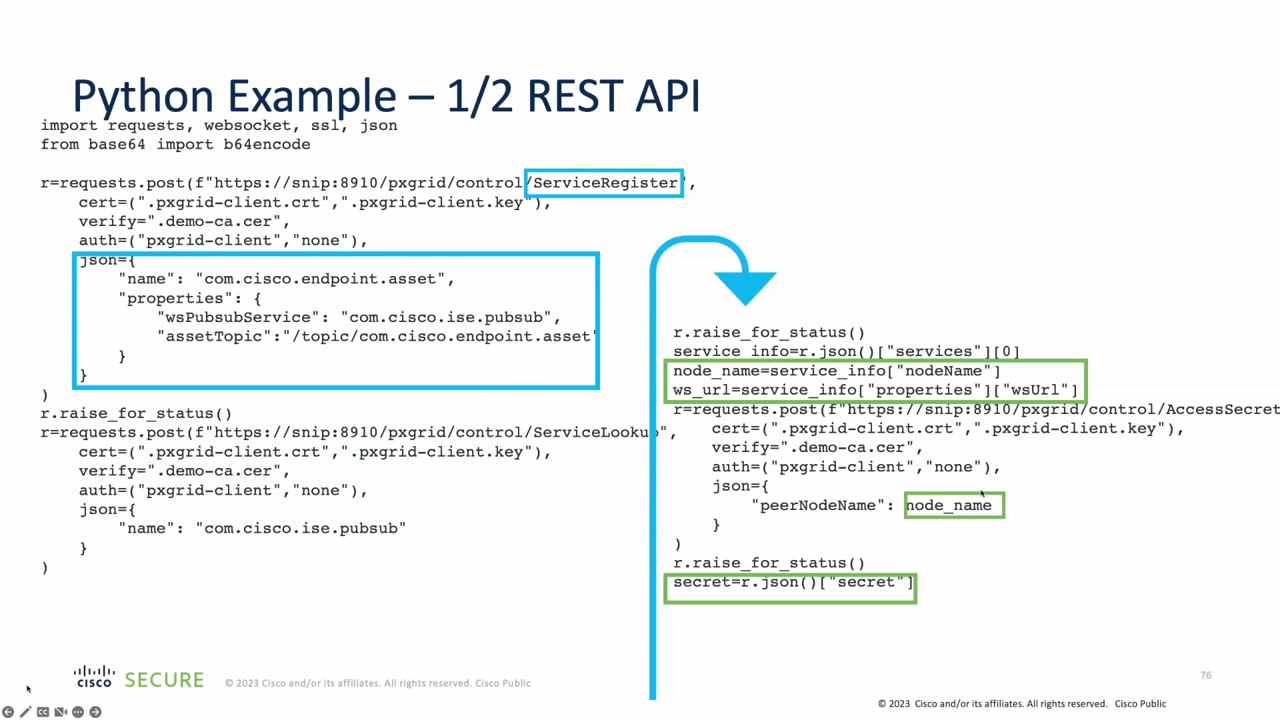 Python Example – 1/2 REST API
import requests, websocket, ssl, json
from base64 import b64encode
r=requests.post(f"https://snip:8910/pxgrid/control/ServiceRegister",
    cert=(".pxgrid-client.crt",".pxgrid-client.key"),
    verify=".demo-ca.cer",
    auth=("pxgrid-client","none"),
    json={
        "name": "com.cisco.endpoint.asset",
        "properties": {
            "wsPubsubService": "com.cisco.ise.pubsub",
            "assetTopic":"/topic/com.cisco.endpoint.asset"
        }
    }
)
r.raise_for_status()
r=requests.post(f"https://snip:8910/pxgrid/control/ServiceLookup",
    cert=(".pxgrid-client.crt",".pxgrid-client.key"),
    verify=".demo-ca.cer",
    auth=("pxgrid-client","none"),
    json={
        "name": "com.cisco.ise.pubsub"
    }
)
r.raise_for_status()
service_info=r.json()["services"][0]
node_name=service_info["nodeName"]
ws_url=service_info["properties"]["wsUrl"]
r=requests.post(f"https://snip:8910/pxgrid/control/AccessSecret
    cert=(".pxgrid-client.crt",".pxgrid-client.key"),
    verify=".demo-ca.cer",
    auth=("pxgrid-client","none"),
    json={
        "peerNodeName": node_name
    }
)
r.raise_for_status()
secret=r.json()["secret"]
CISCO SECURE © 2023 Cisco and/or its affiliates. All rights reserved. Cisco Public
76
© 2023 Cisco and/or its affiliates. All rights reserved. Cisco Public
CC